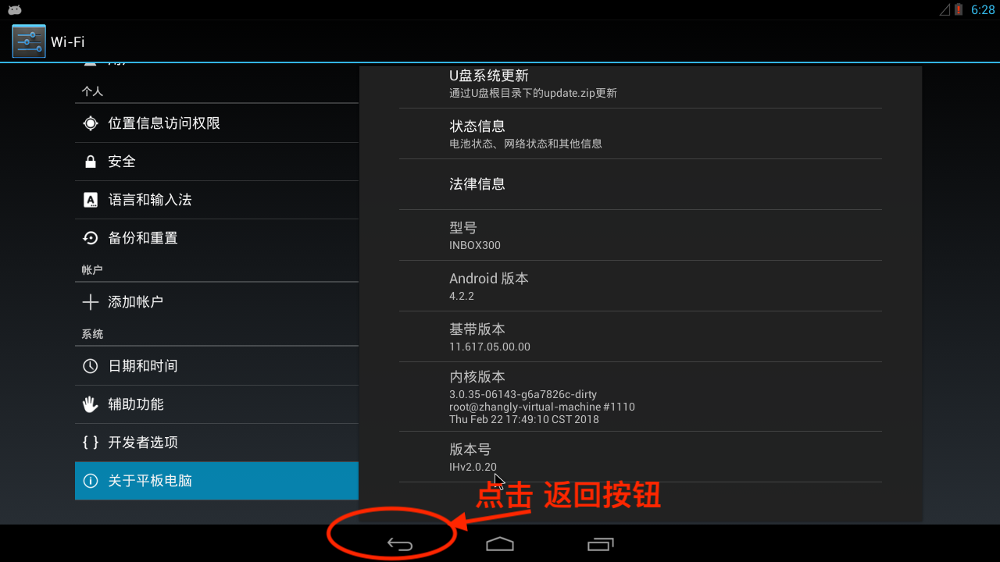 6:28
Wi-Fi
个人
位置信息访问权限
安全
语言和输入法
备份和重置
帐户
添加帐户
系统
日期和时间
辅助功能
开发者选项
关于平板电脑
U盘系统更新
通过U盘根目录下的update.zip更新
状态信息
电池状态、网络状态和其他信息
法律信息
型号
INBOX300
Android 版本
4.2.2
基带版本
11.617.05.00.00
内核版本
3.0.35-06143-g6a7826c-dirty
root@zhangly-virtual-machine #1110
Thu Feb 22 17:49:10 CST 2018
版本号
IHv2.0.20
点击 返回按钮